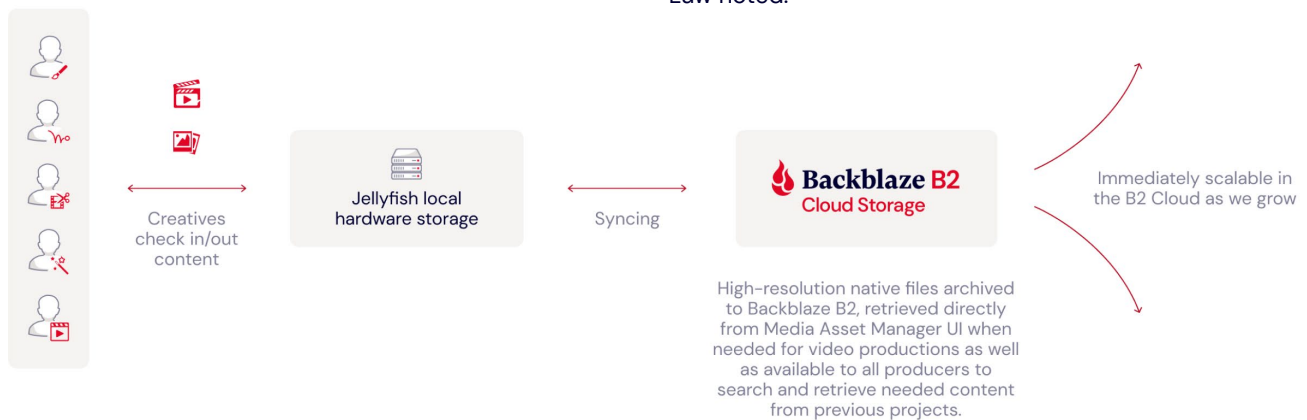 Law noted.
Creatives
check in/out
content
Jellyfish local
hardware storage
Syncing
Backblaze B2
Cloud Storage
High-resolution native files archived
to Backblaze B2, retrieved directly
from Media Asset Manager UI when
needed for video productions as well
as available to all producers to
search and retrieve needed content
from previous projects.
Immediately scalable in
the B2 Cloud as we grow